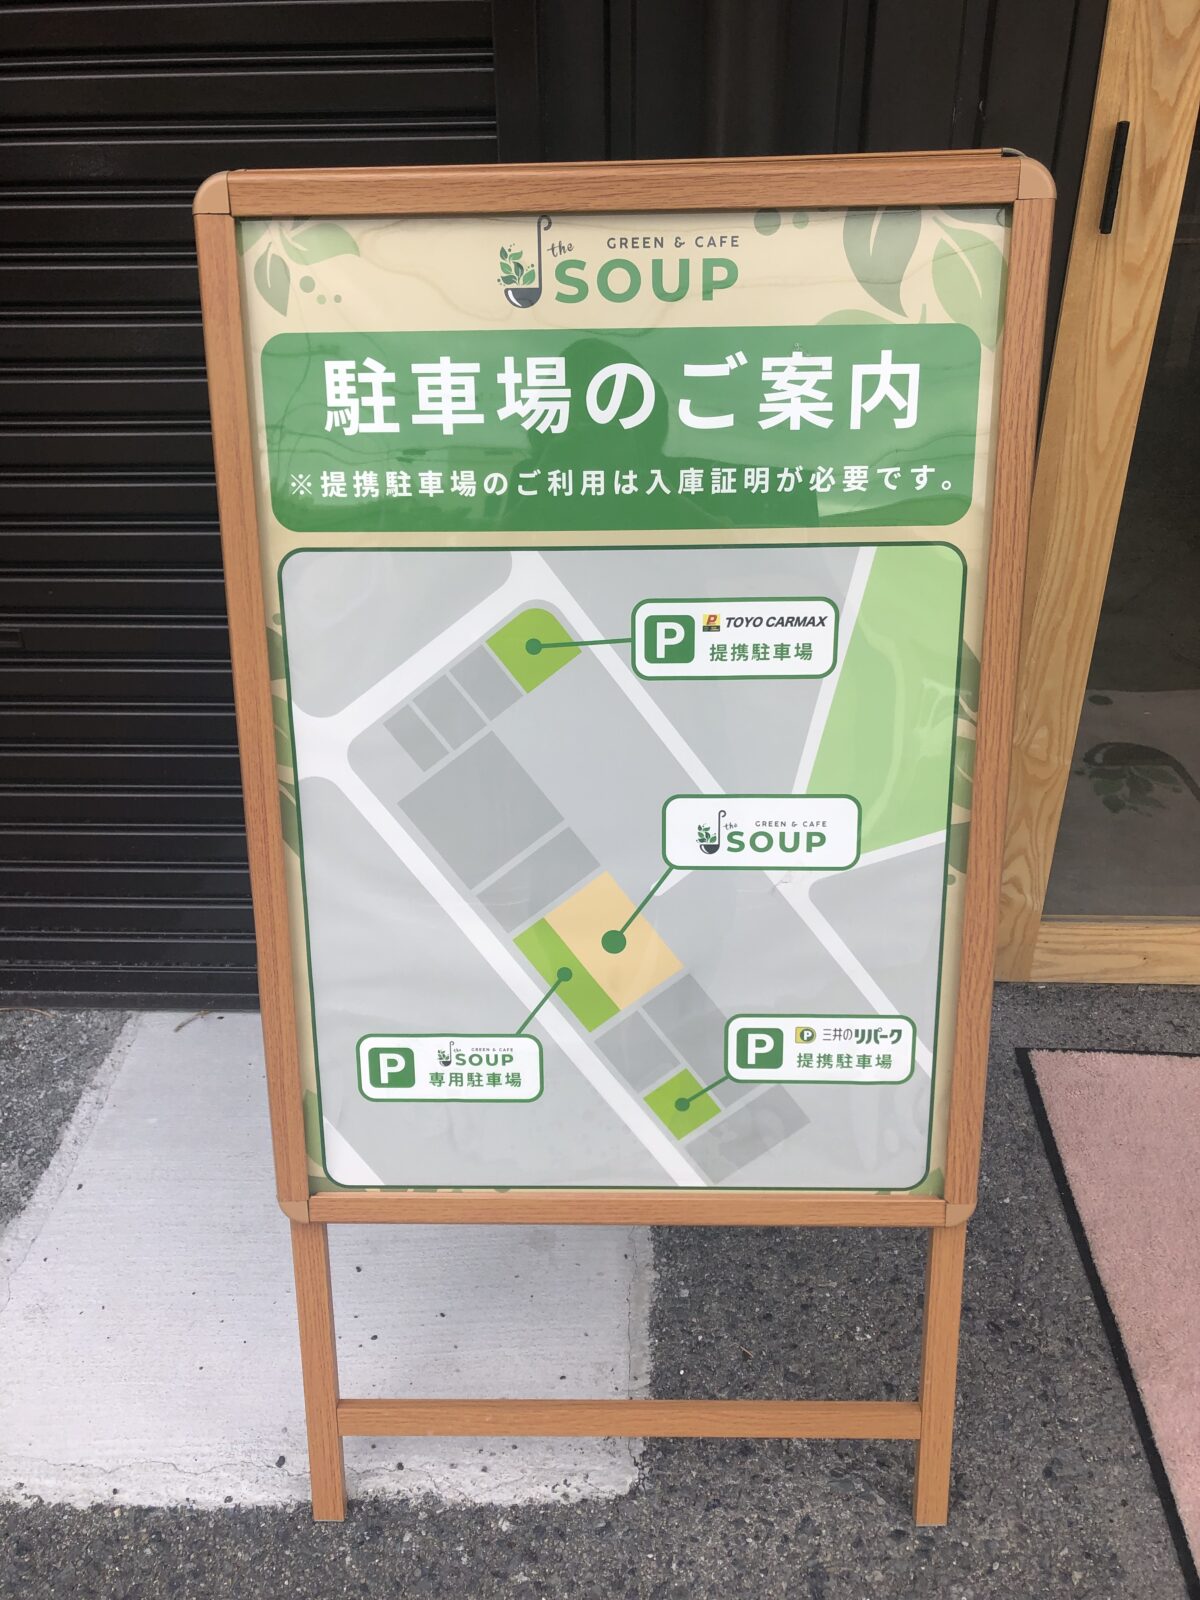 the GREEN & CAFE
SOUP
駐車場のご案内
※提携駐車場のご利用は入庫証明が必要です。
P TOYO CARMAX
提携駐車場
the GREEN & CAFE
SOUP
P the GREEN & CAFE
SOUP
専用駐車場
P 三井のリパーク
提携駐車場